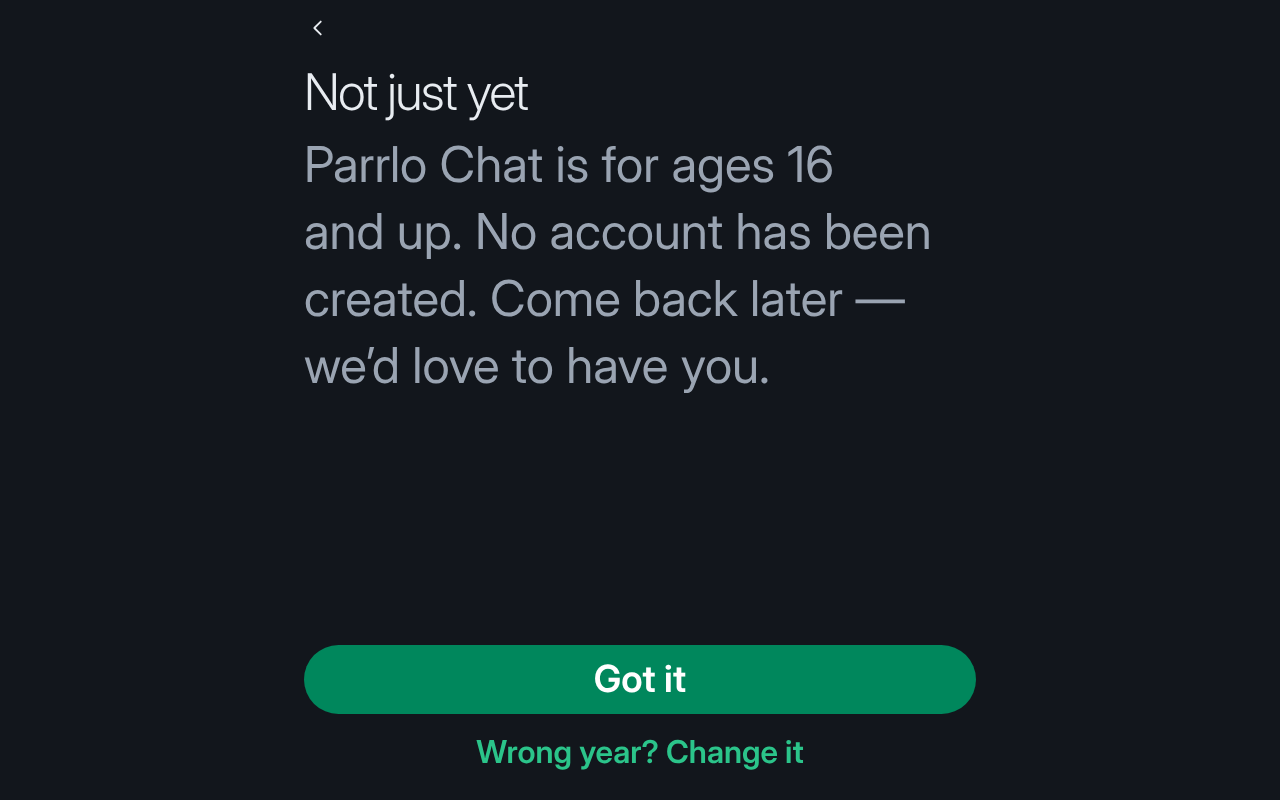 Not just yet
Parrlo Chat is for ages 16
and up. No account has been
created. Come back later —
we’d love to have you.
Got it
Wrong year? Change it